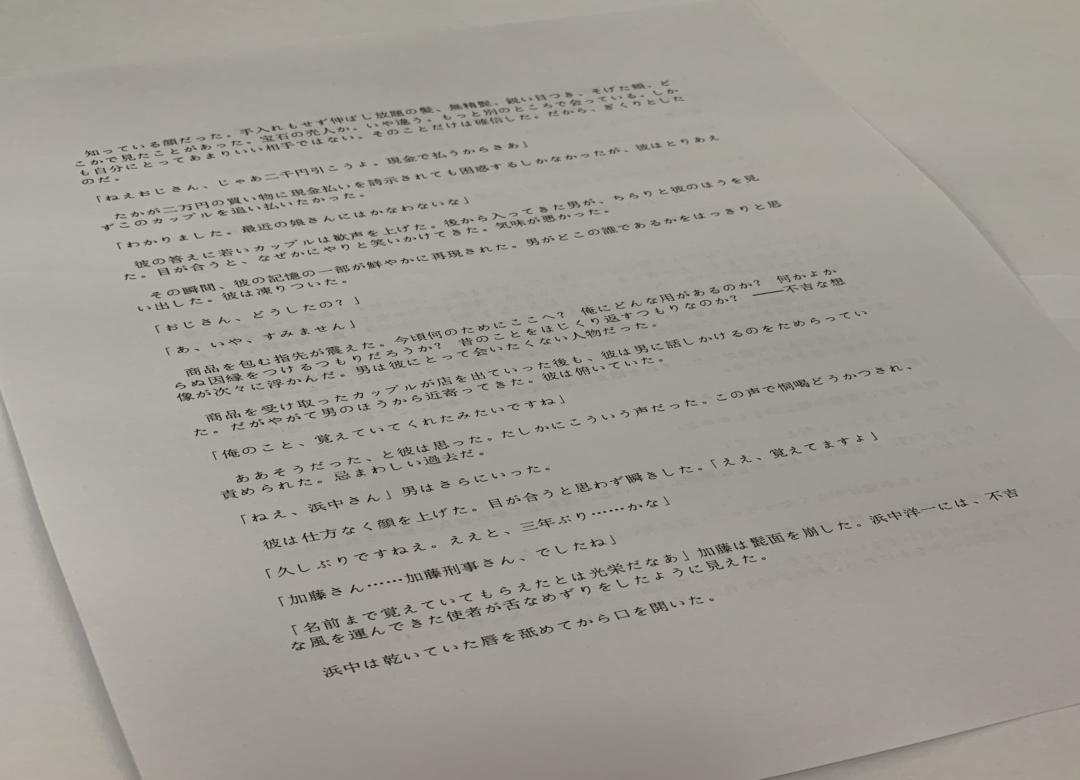 知っている顔だった。手入れもせず伸ばし放題の髪、無精髭、鋭い目つき、そげた頬、ど
こかで見たことがあった。宝石の売人か。いや違う。もっと別のところで会っている。しか
も自分にとってあまりいい相手ではない。そのことだけは確信した。だから、ぎくりとした
のだ。
「ねえおじさん、じゃあ二千円引こうよ。現金で払うからさあ」
たかが二万円の買い物に現金払いを誇示されても困惑するしかなかったが、彼はとりあえ
ずこのカップルを追い払いたかった。
「わかりました。最近の娘さんにはかなわないな」
彼の答えに若いカップルは歓声を上げた。後から入ってきた男が、ちらりと彼のほうを見
た。目が合うと、なぜかにやりと笑いかけてきた。気味が悪かった。
その瞬間、彼の記憶の一部が鮮やかに再現された。男がどこの誰であるかをはっきりと思
い出した。彼は凍りついた。
「おじさん、どうしたの？」
「あ、いや、すみません」
商品を包む指先が震えた。今頃何のためにここへ？　俺にどんな用があるのか？　何かよか
らぬ因縁をつけるつもりだろうか？　昔のことをほじくり返すつもりなのか？　――不吉な想
像が次々に浮かんだ。男は彼にとって会いたくない人物だった。
商品を受け取ったカップルが店を出ていった後も、彼は男に話しかけるのをためらってい
た。だがやがて男のほうから近寄ってきた。彼は俯いていた。
「俺のこと、覚えていてくれたみたいですね」
ああそうだった、と彼は思った。たしかにこういう声だった。この声で恫喝どうかつされ、
責められた。忌まわしい過去だ。
「ねえ、浜中さん」男はさらにいった。
彼は仕方なく顔を上げた。目が合うと思わず瞬きした。「ええ、覚えてますよ」
「久しぶりですねえ。ええと、三年ぶり……かな」
「加藤さん……加藤刑事さん、でしたね」
「名前まで覚えていてもらえたとは光栄だなあ」加藤は髭面を崩した。浜中洋一には、不吉
な風を運んできた使者が舌なめずりをしたように見えた。
浜中は乾いていた唇を舐めてから口を開いた。